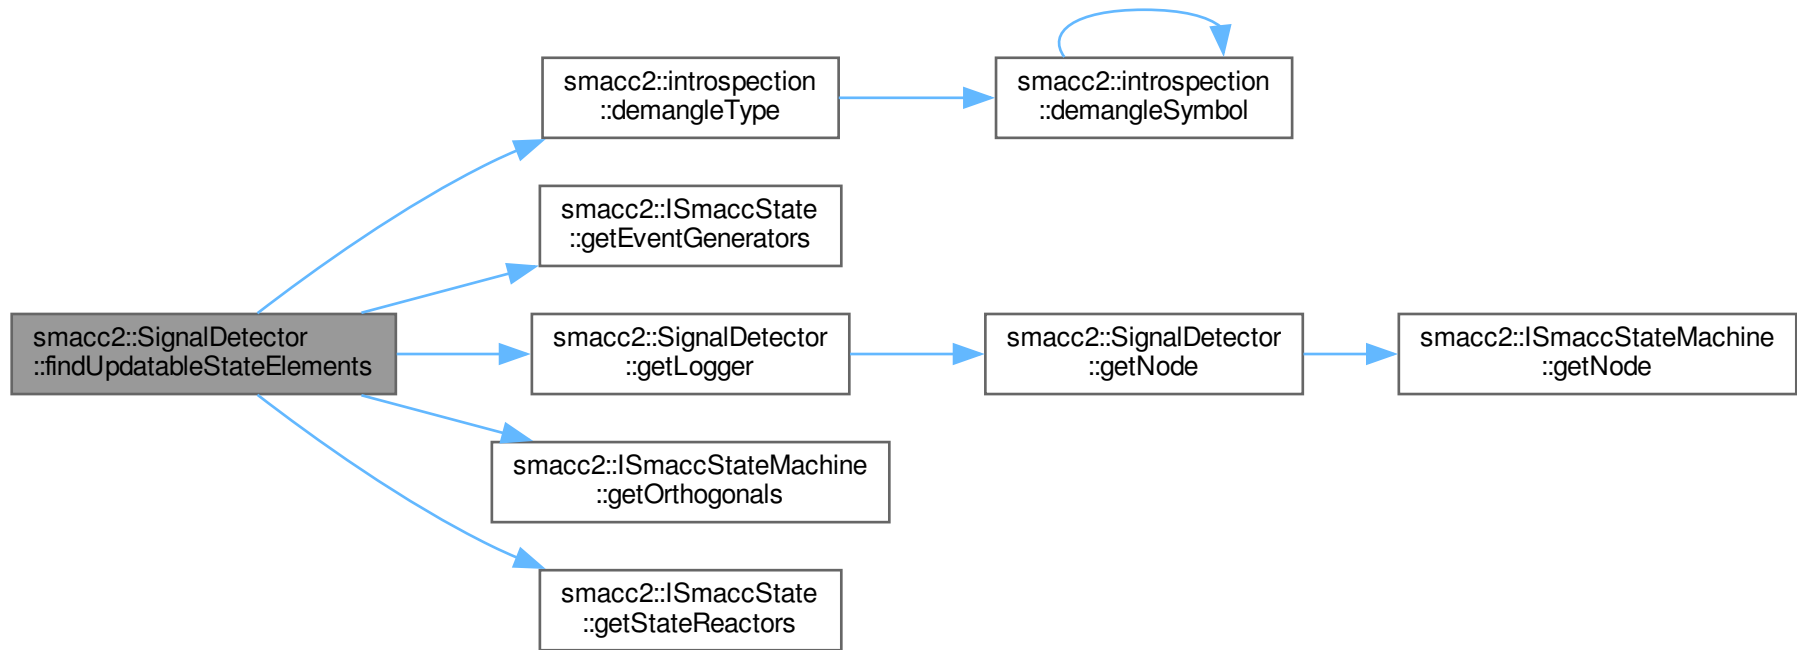 smacc2::introspection
::demangleType
smacc2::introspection
::demangleSymbol
smacc2::ISmaccState
::getEventGenerators
smacc2::SignalDetector
::findUpdatableStateElements
smacc2::SignalDetector
::getLogger
smacc2::SignalDetector
::getNode
smacc2::ISmaccStateMachine
::getNode
smacc2::ISmaccStateMachine
::getOrthogonals
smacc2::ISmaccState
::getStateReactors